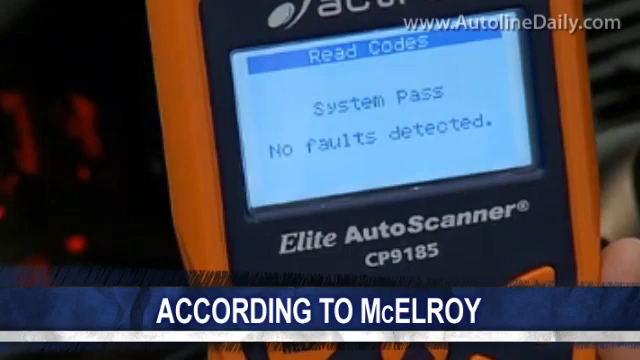 www.AutolineDaily.com
Read Codes
System Pass
No faults detected.
Elite AutoScanner®
CP9185
ACCORDING TO McELROY